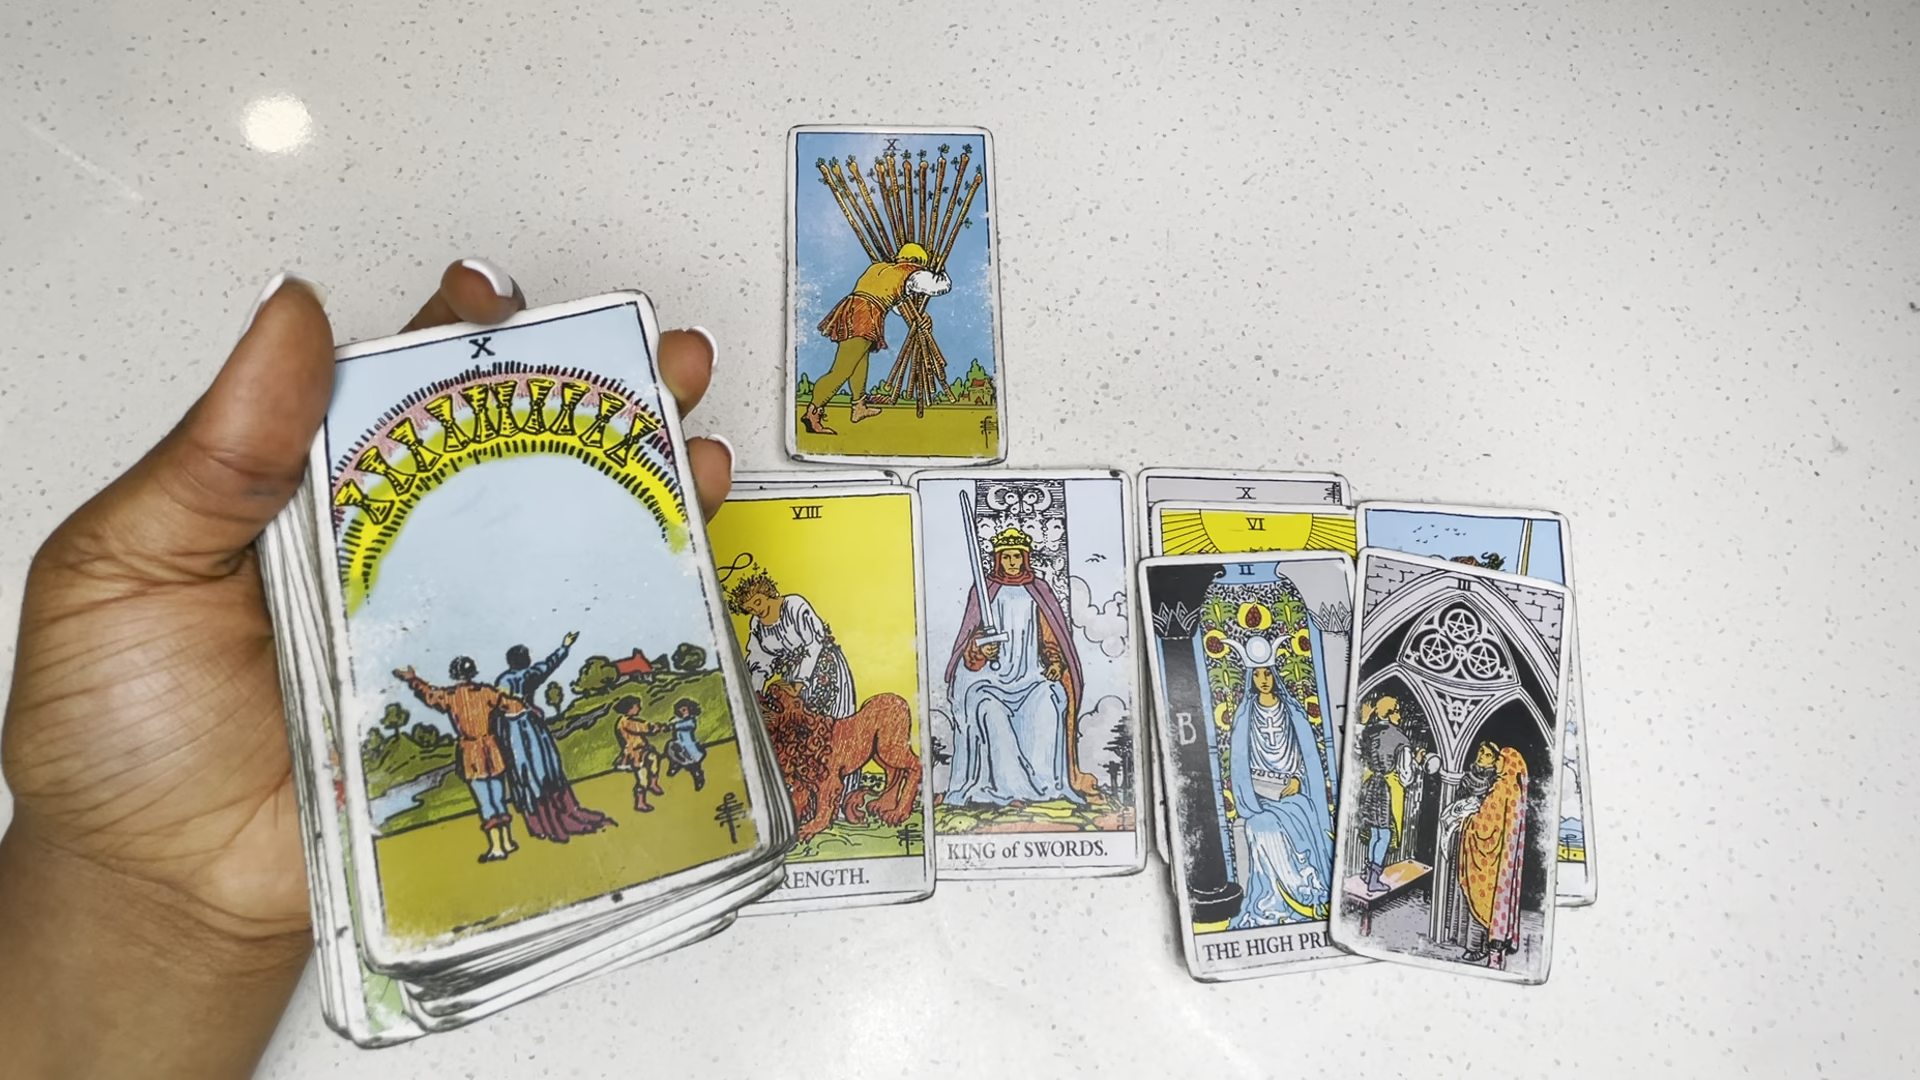 X
X
VIII
RENGTH.
KING of SWORDS.
X
VI
II
B
THE HIGH PRI
III